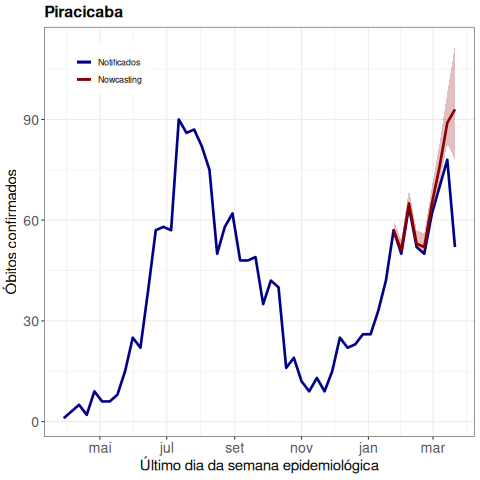 Piracicaba
Notificados
Nowcasting
Óbitos confirmados
90
60
30
0
mai jul set nov jan mar
Último dia da semana epidemiológica